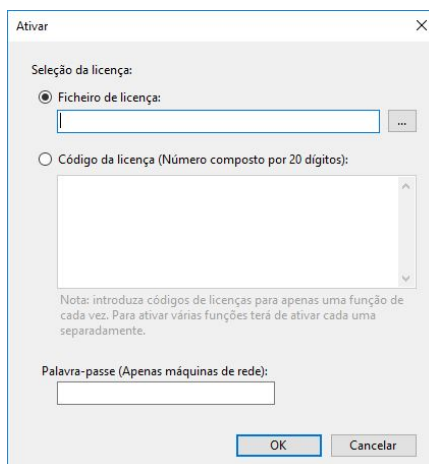 Ativar
Seleção da licença:
Ficheiro de licença:
...
Código da licença (Número composto por 20 dígitos):
Nota: introduza códigos de licenças para apenas uma função de
cada vez. Para ativar várias funções terá de ativar cada uma
separadamente.
Palavra-passe (Apenas máquinas de rede):
OK
Cancelar